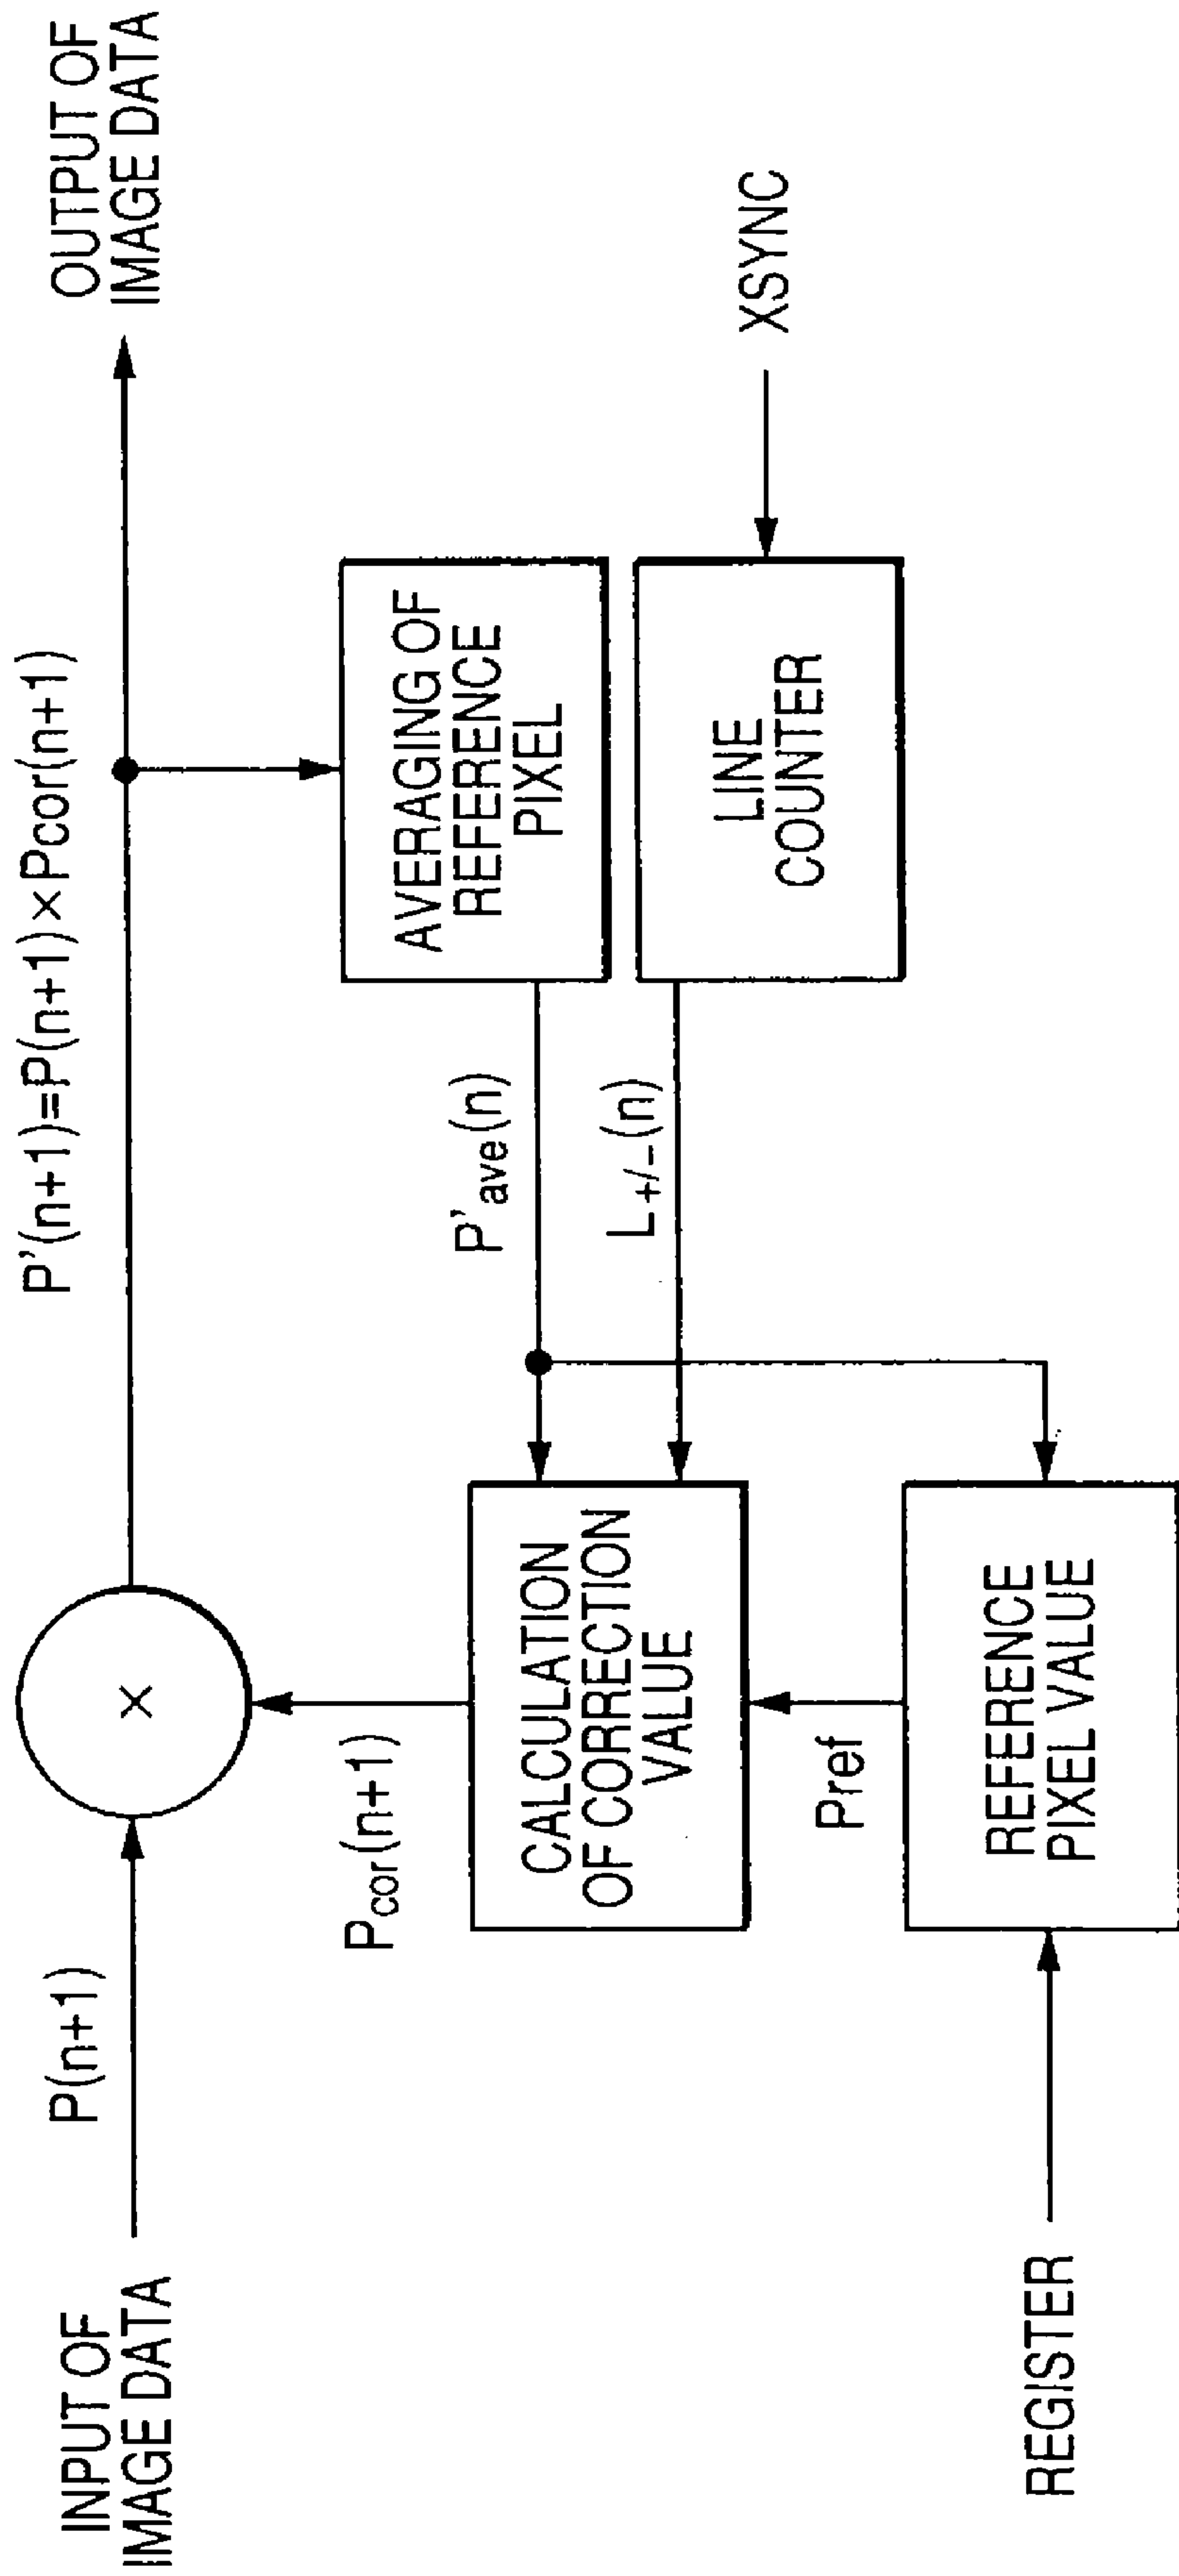 INPUT OF
IMAGE DATA
P(n+1)
×
P'(n+1)=P(n+1)×Pcor(n+1)
OUTPUT OF
IMAGE DATA
Pcor(n+1)
CALCULATION
OF CORRECTION
VALUE
P'ave(n)
L+/−(n)
AVERAGING OF
REFERENCE
PIXEL
LINE
COUNTER
XSYNC
Pref
REFERENCE
PIXEL VALUE
REGISTER